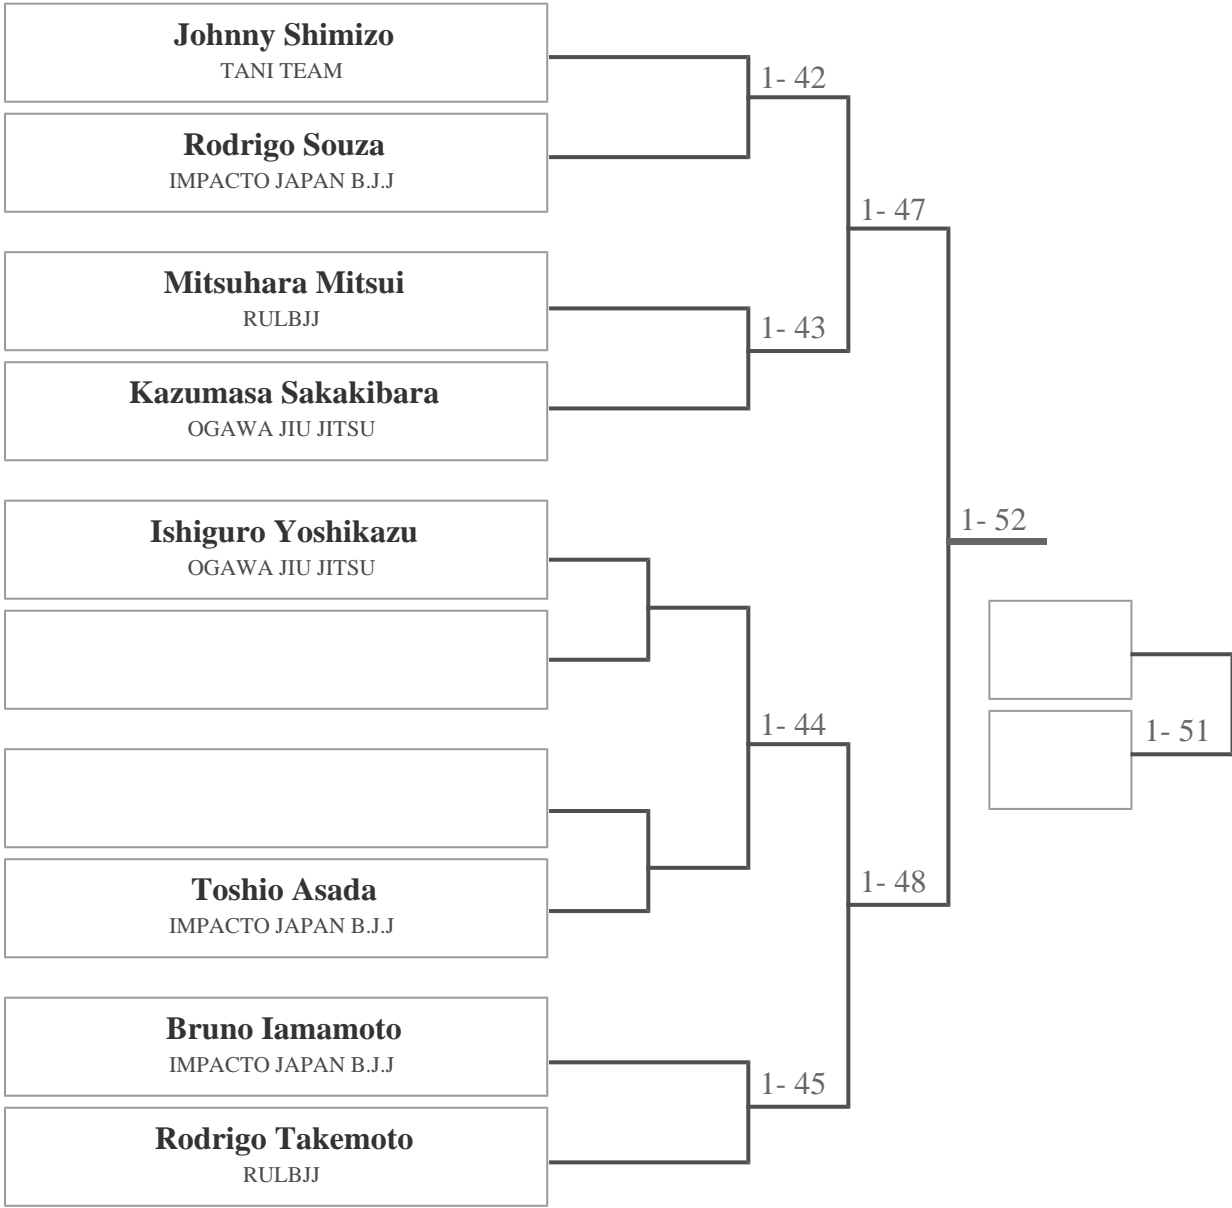 Johnny Shimizo
TANI TEAM
1- 42
Rodrigo Souza
IMPACTO JAPAN B.J.J
1- 47
Mitsuhara Mitsui
RULBJJ
1- 43
Kazumasa Sakakibara
OGAWA JIU JITSU
Ishiguro Yoshikazu
OGAWA JIU JITSU
1- 52
1- 44
1- 51
Toshio Asada
IMPACTO JAPAN B.J.J
1- 48
Bruno Iamamoto
IMPACTO JAPAN B.J.J
1- 45
Rodrigo Takemoto
RULBJJ